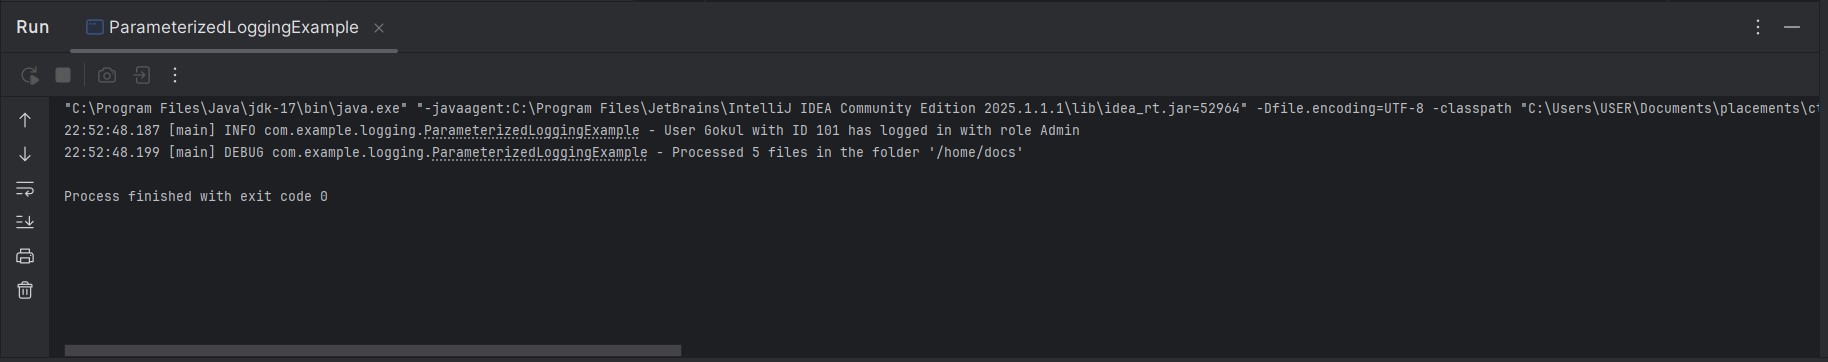 Run ParameterizedLoggingExample
"C:\Program Files\Java\jdk-17\bin\java.exe" "-javaagent:C:\Program Files\JetBrains\IntelliJ IDEA Community Edition 2025.1.1.1\lib\idea_rt.jar=52964" -Dfile.encoding=UTF-8 -classpath "C:\Users\USER\Documents\placements\
22:52:48.187 [main] INFO com.example.logging.ParameterizedLoggingExample - User Gokul with ID 101 has logged in with role Admin
22:52:48.199 [main] DEBUG com.example.logging.ParameterizedLoggingExample - Processed 5 files in the folder '/home/docs'
Process finished with exit code 0